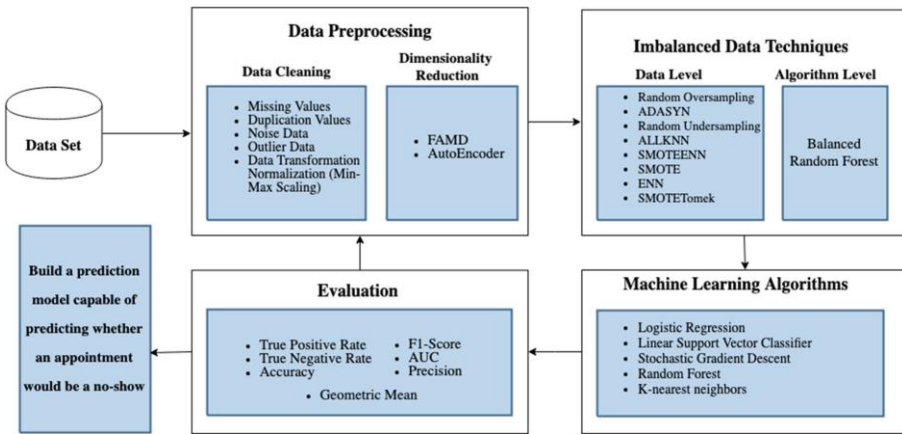 Data Set
Data Preprocessing
Data Cleaning
• Missing Values
• Duplication Values
• Noise Data
• Outlier Data
• Data Transformation
Normalization (Min-
Max Scaling)
Dimensionality
Reduction
• FAMD
• AutoEncoder
Imbalanced Data Techniques
Data Level
• Random Oversampling
• ADASYN
• Random Undersampling
• ALLKNN
• SMOTEENN
• SMOTE
• ENN
• SMOTETomek
Algorithm Level
Balanced
Random Forest
Machine Learning Algorithms
• Logistic Regression
• Linear Support Vector Classifier
• Stochastic Gradient Descent
• Random Forest
• K-nearest neighbors
Evaluation
• True Positive Rate
• True Negative Rate
• Accuracy
• F1-Score
• AUC
• Precision
• Geometric Mean
Build a prediction
model capable of
predicting whether
an appointment
would be a no-show